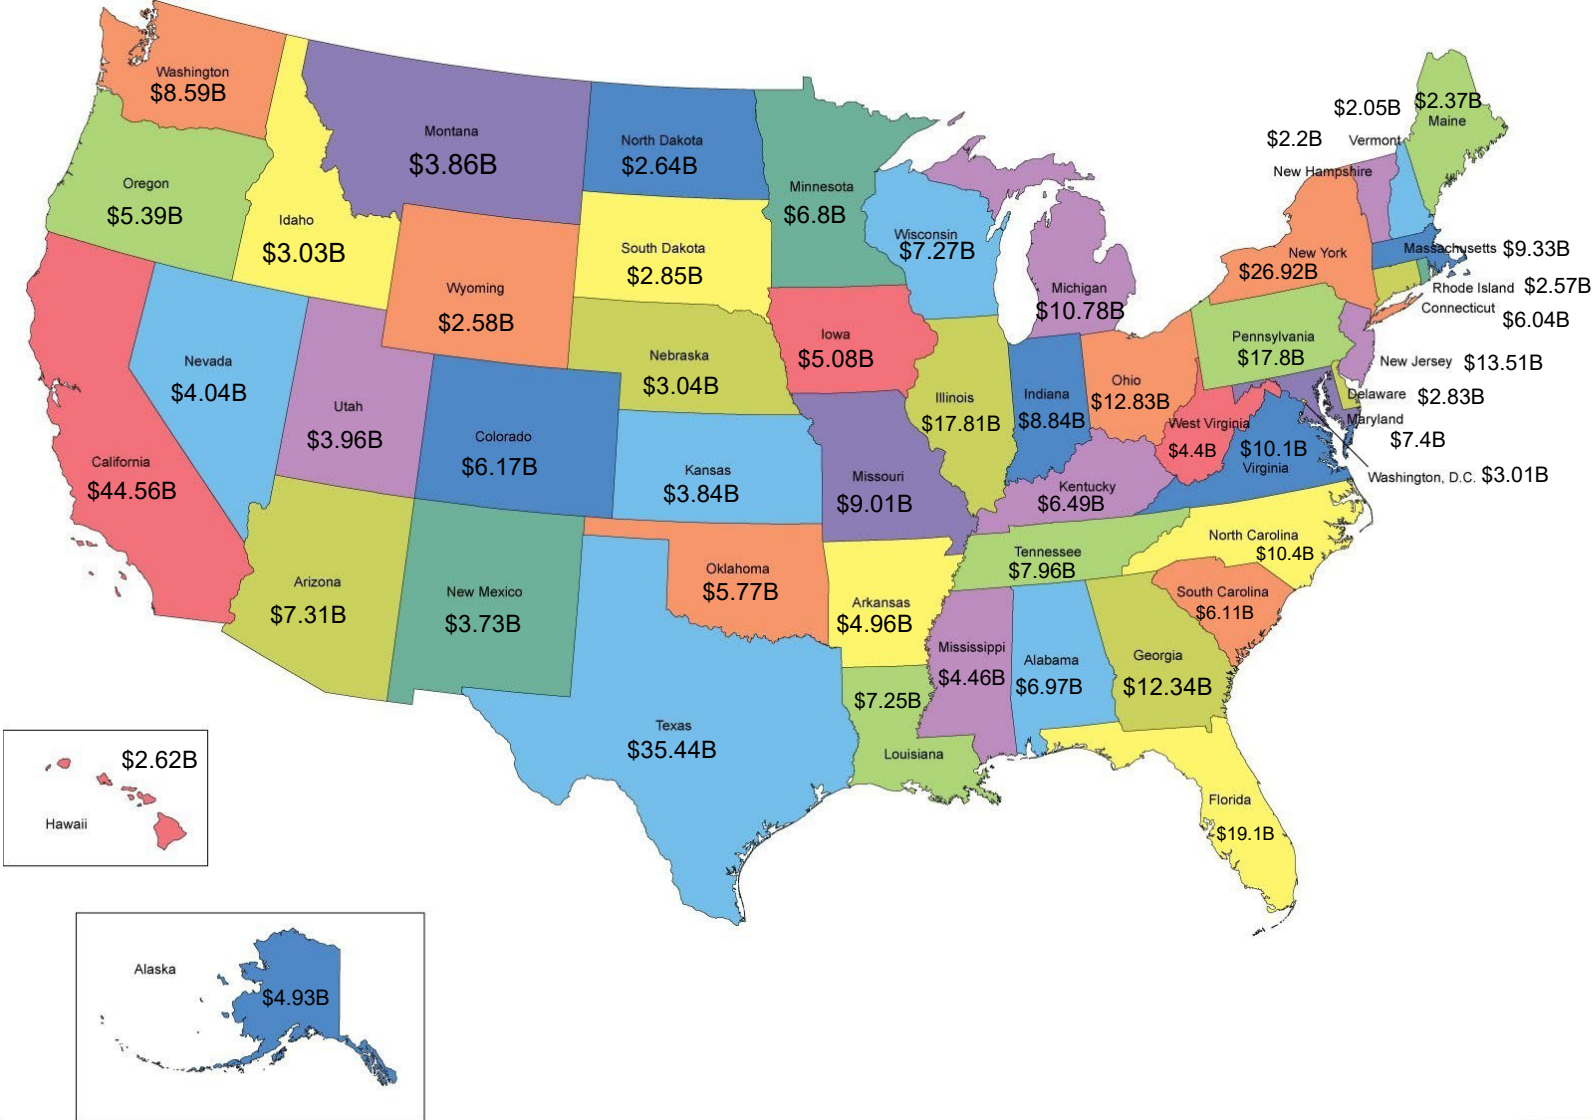 Washington
$8.59B
Oregon
$5.39B
Idaho
$3.03B
Montana
$3.86B
North Dakota
$2.64B
Minnesota
$6.8B
South Dakota
$2.85B
Wisconsin
$7.27B
Wyoming
$2.58B
Michigan
$10.78B
New York
$26.92B
$2.05B
Vermont
$2.2B
New Hampshire
$2.37B
Maine
Massachusetts $9.33B
Rhode Island $2.57B
Connecticut
$6.04B
Nevada
$4.04B
Utah
$3.96B
Colorado
$6.17B
Nebraska
$3.04B
Iowa
$5.08B
Illinois
$17.81B
Indiana
$8.84B
Ohio
$12.83B
Pennsylvania
$17.8B
New Jersey $13.51B
Delaware $2.83B
Maryland
$7.4B
Washington, D.C. $3.01B
West Virginia
$4.4B
$10.1B
Virginia
California
$44.56B
Kansas
$3.84B
Missouri
$9.01B
Kentucky
$6.49B
Arizona
$7.31B
New Mexico
$3.73B
Oklahoma
$5.77B
Arkansas
$4.96B
Tennessee
$7.96B
North Carolina
$10.4B
South Carolina
$6.11B
Mississippi
$4.46B
Alabama
$6.97B
Georgia
$12.34B
Texas
$35.44B
$7.25B
Louisiana
Florida
$19.1B
$2.62B
Hawaii
Alaska
$4.93B